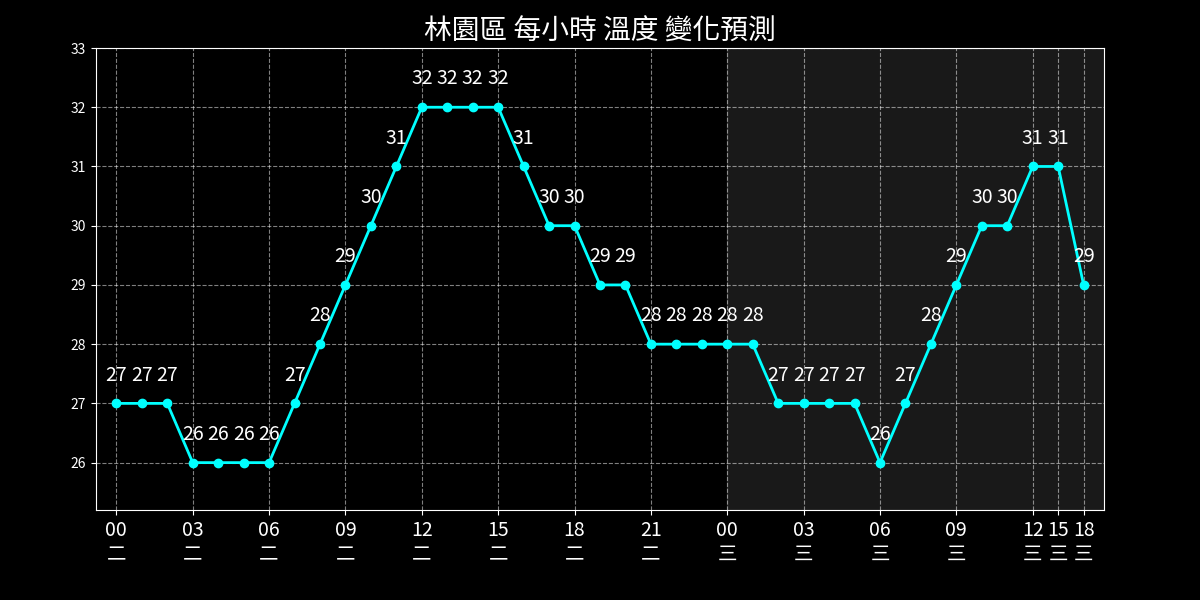 林園區 每小時 溫度 變化預測
33
32
31
30
29
28
27
26
32 32 32 32
31 31 31 31
30 30 30 30 30
29 29 29 29 29
28 28 28 28 28 28 28
27 27 27 27 27 27 27 27 27
26 26 26 26 26
00 03 06 09 12 15 18 21 00 03 06 09 12 15 18
二 二 二 二 二 二 二 二 三 三 三 三 三 三 三